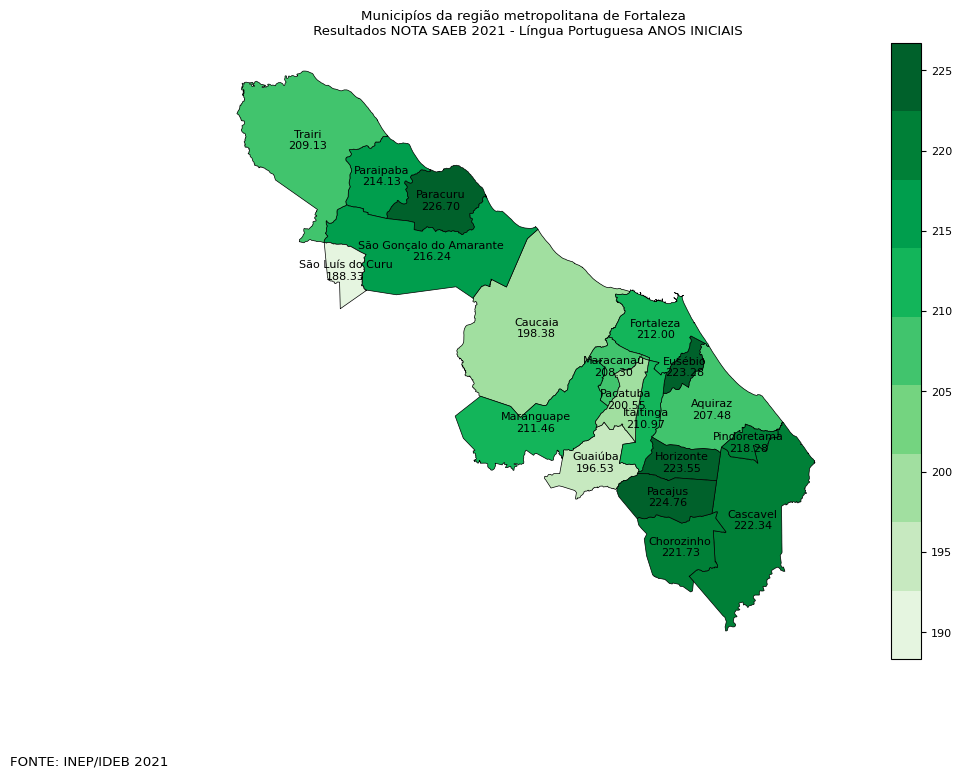 Municipíos da região metropolitana de Fortaleza
Resultados NOTA SAEB 2021 - Língua Portuguesa ANOS INICIAIS
Trairi
209.13
Paraipaba
214.13
Paracuru
226.70
São Gonçalo do Amarante
216.24
São Luís do Curu
188.33
Caucaia
198.38
Fortaleza
212.00
Maracanaú
208.30
Eusébio
223.28
Pacatuba
200.55
Itaitinga
210.97
Aquiraz
207.48
Maranguape
211.46
Pindoretama
218.28
Guaiúba
196.53
Horizonte
223.55
Pacajus
224.76
Cascavel
222.34
Chorozinho
221.73
225
220
215
210
205
200
195
190
FONTE: INEP/IDEB 2021